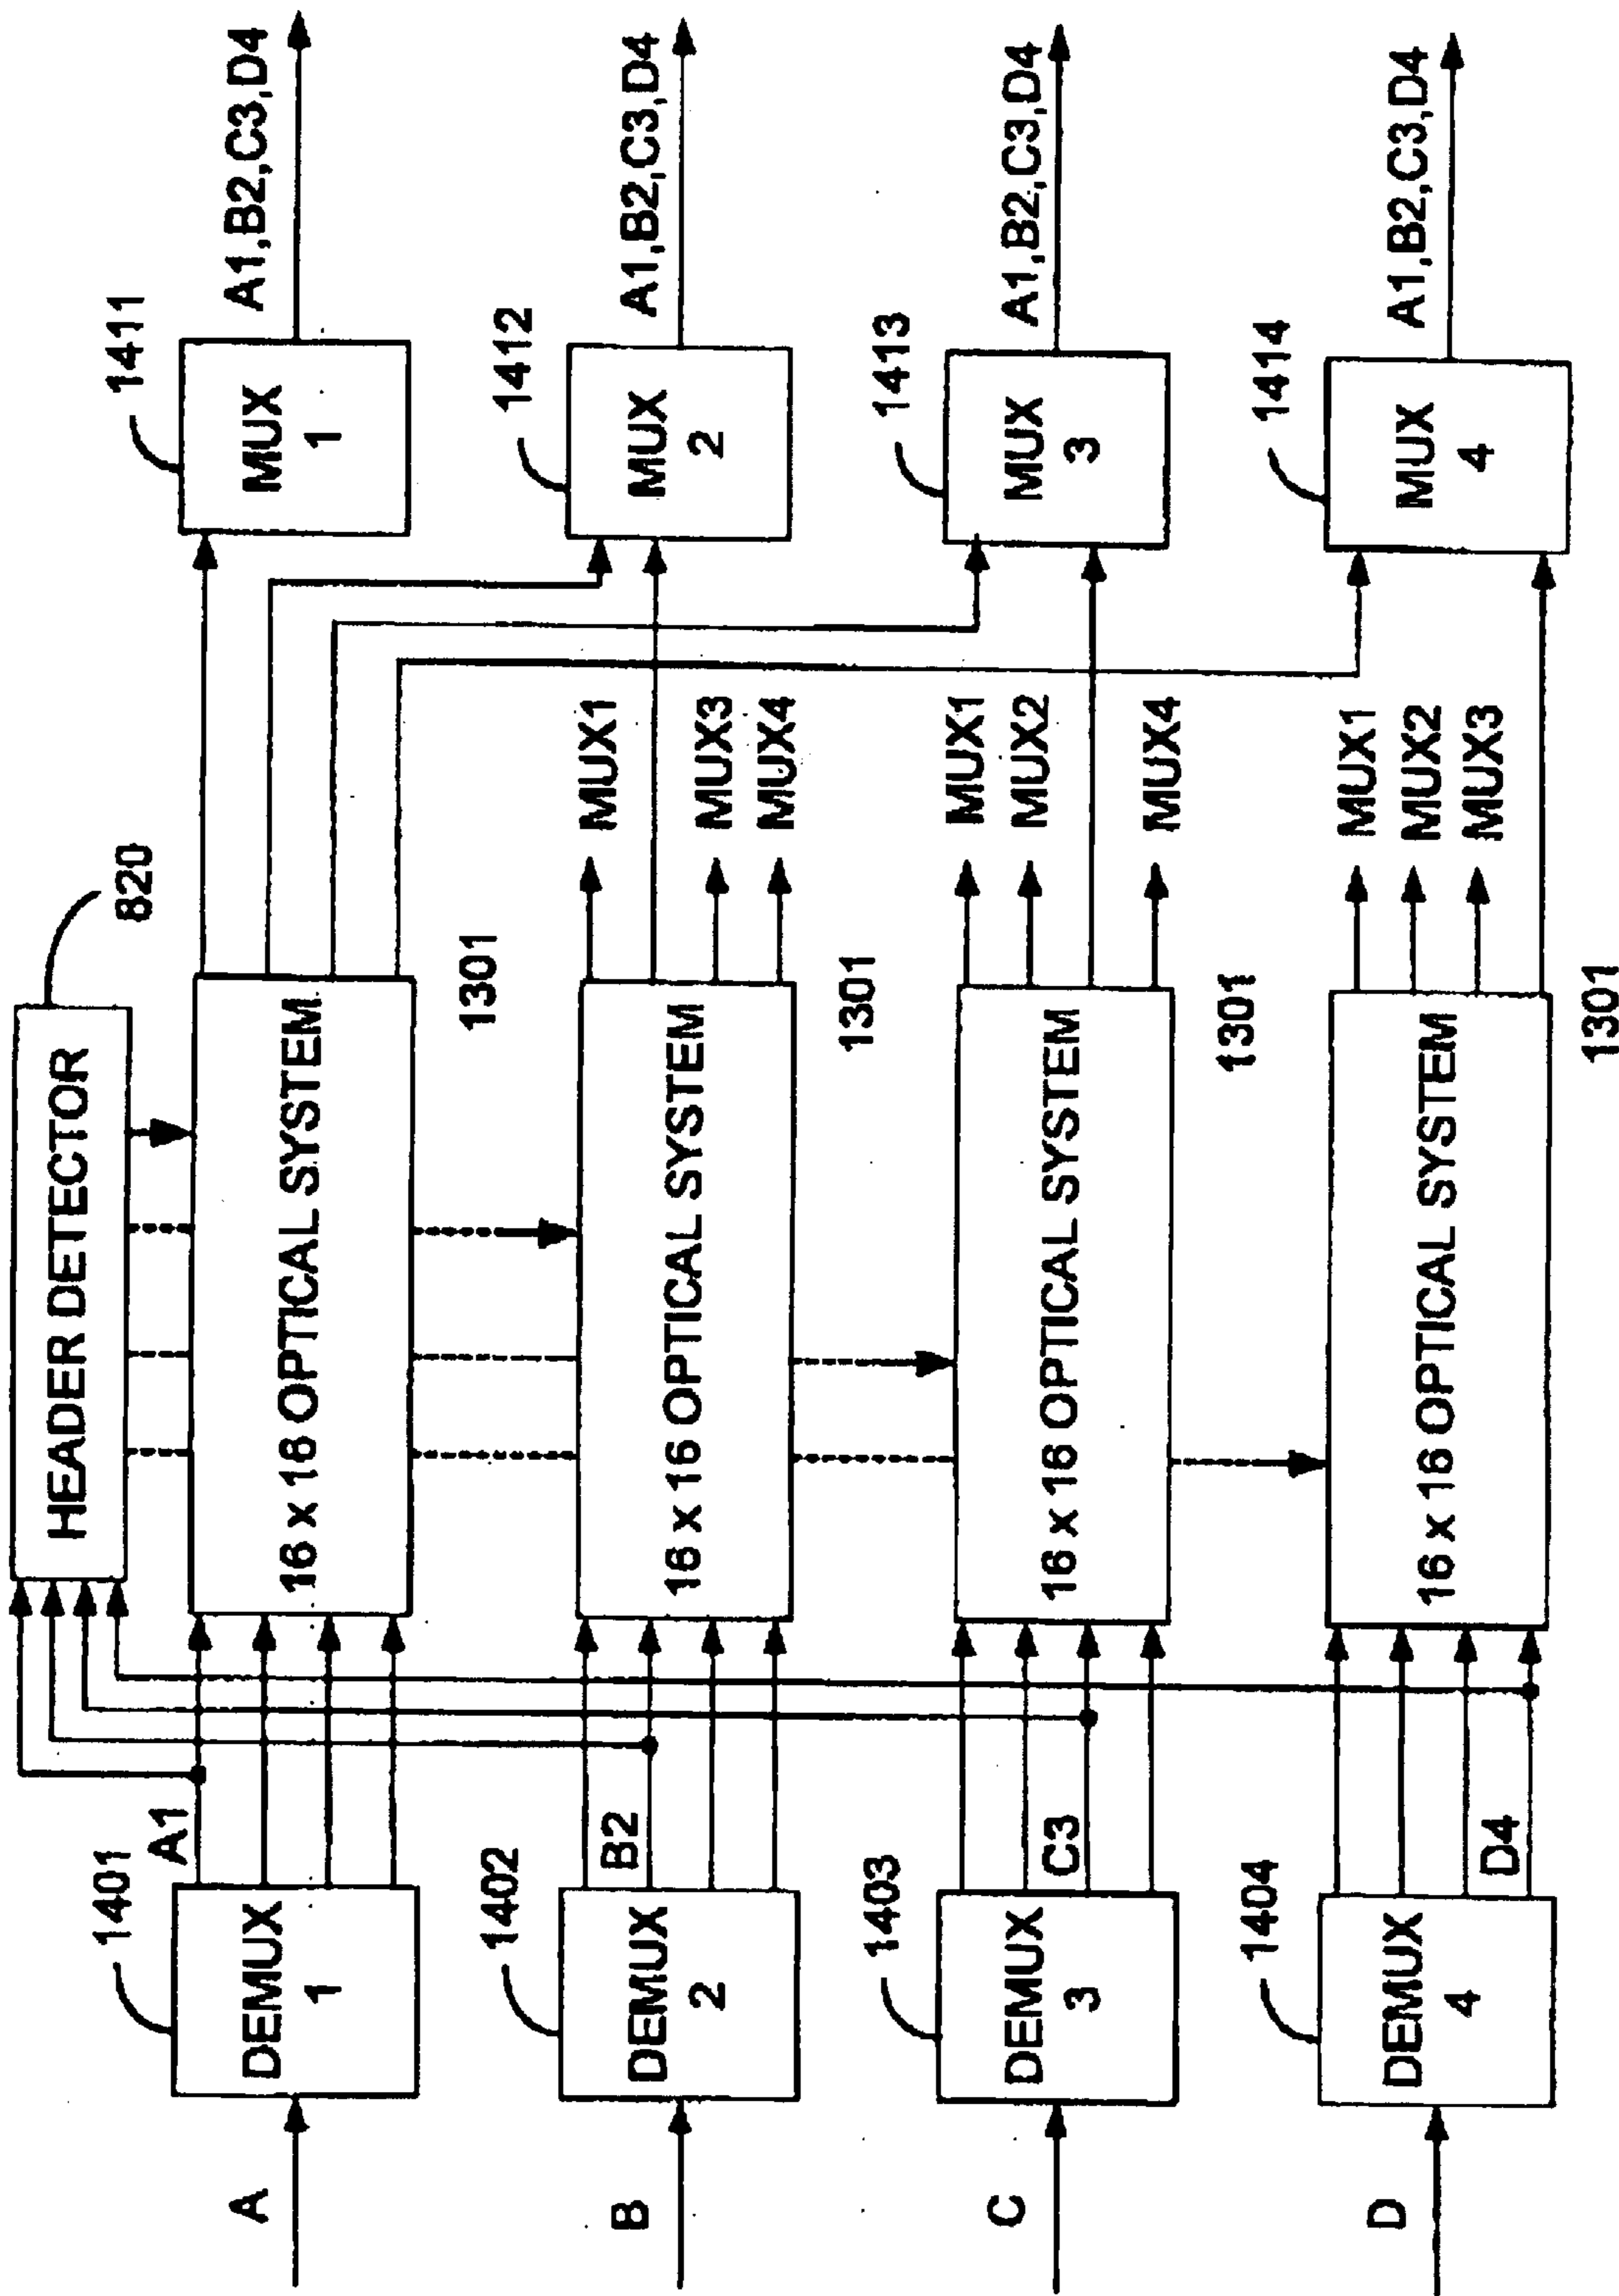 HEADER DETECTOR
820
A
1401
DEMUX
1
A1
16 x 16 OPTICAL SYSTEM
1301
1411
MUX
1
A1,B2,C3,D4
B
1402
DEMUX
2
B2
16 x 16 OPTICAL SYSTEM
1301
MUX1
MUX3
MUX4
1412
MUX
2
A1,B2,C3,D4
C
1403
DEMUX
3
C3
16 x 16 OPTICAL SYSTEM
1301
MUX1
MUX2
MUX4
1413
MUX
3
A1,B2,C3,D4
D
1404
DEMUX
4
D4
16 x 16 OPTICAL SYSTEM
1301
MUX1
MUX2
MUX3
1414
MUX
4
A1,B2,C3,D4